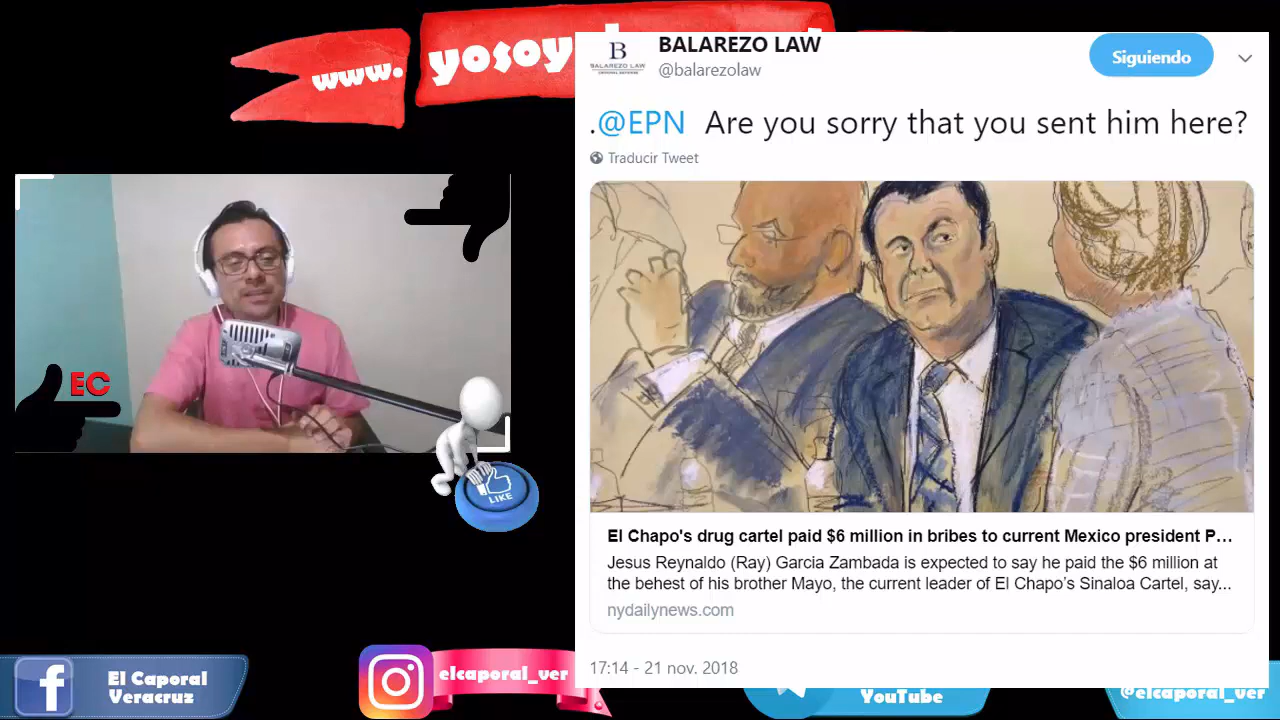 www.
yosoy
B
BALAREZO LAW
BALAREZO LAW
@balarezolaw
Siguiendo
.@EPN Are you sorry that you sent him here?
Traducir Tweet
EC
LIKE
El Chapo's drug cartel paid $6 million in bribes to current Mexico president P...
Jesus Reynaldo (Ray) Garcia Zambada is expected to say he paid the $6 million at
the behest of his brother Mayo, the current leader of El Chapo’s Sinaloa Cartel, say...
nydailynews.com
17:14 - 21 nov. 2018
El Caporal
Veracruz
elcaporal_ver
YouTube
@elcaporal_ver